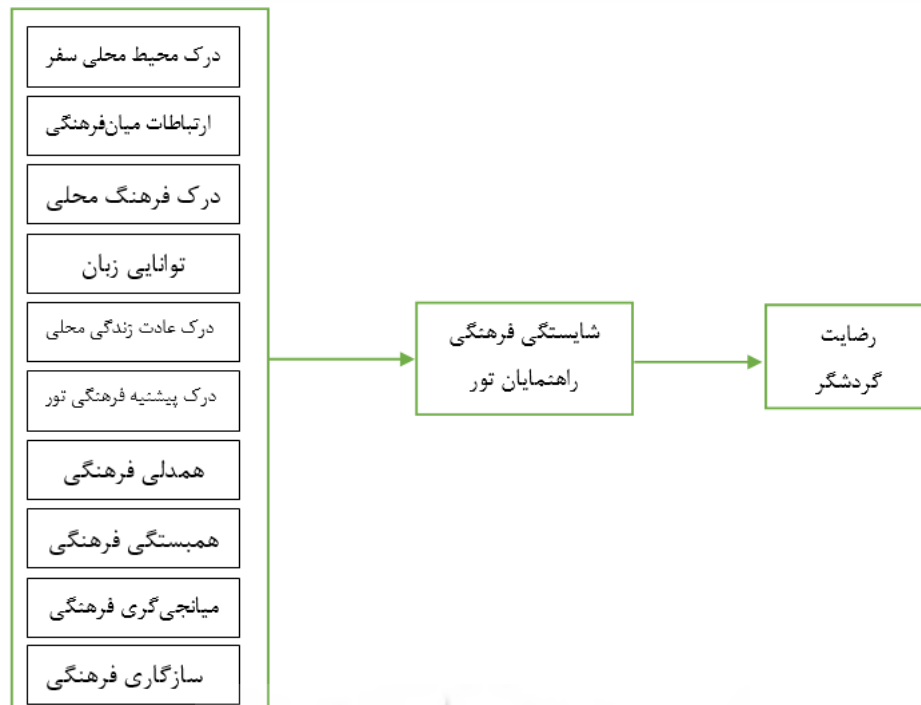 درک محیط محلی سفر
ارتباطات میان‌فرهنگی
درک فرهنگ محلی
توانایی زبان
درک عادت زندگی محلی
درک پیشنیه فرهنگی تور
همدلی فرهنگی
همبستگی فرهنگی
میانجی‌گری فرهنگی
سازگاری فرهنگی
شایستگی فرهنگی
راهنمایان تور
رضایت
گردشگر